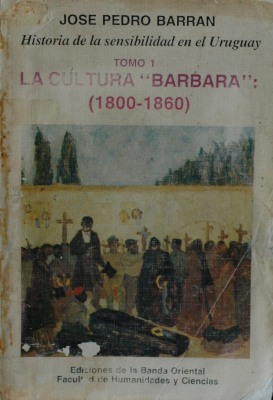 JOSE PEDRO BARRAN
Historia de la sensibilidad en el Uruguay
TOMO 1
LA CULTURA "BARBARA":
(1800-1860)
Ediciones de la Banda Oriental
Facultad de Humanidades y Ciencias